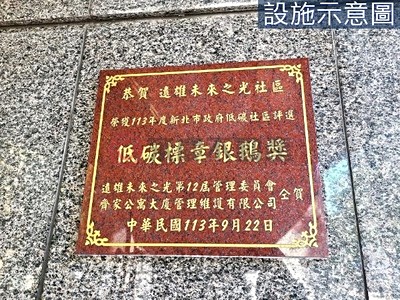 設施示意圖
恭賀 遠雄未來之光社區
榮獲113年度新北市政府低碳社區評選
低碳標章銀鵝獎
遠雄未來之光第12屆管理委員會
齊家公寓大廈管理維護有限公司 仝賀
中華民國113年9月22日